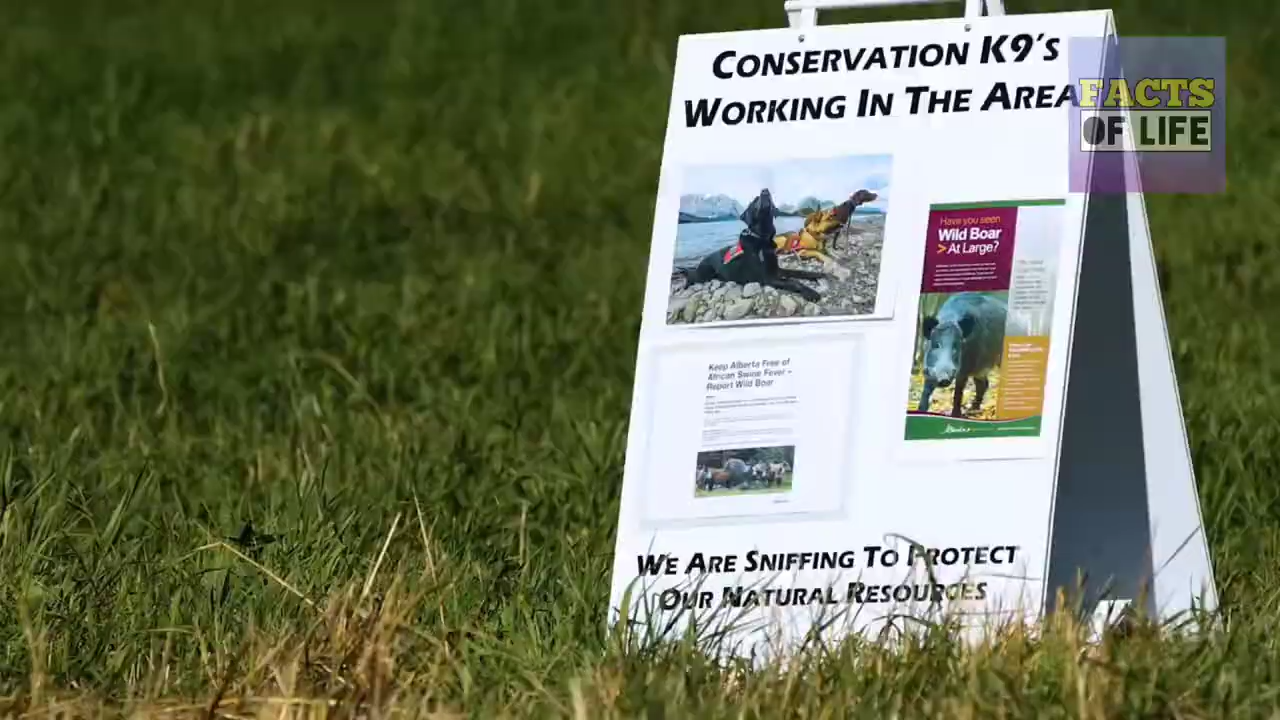 CONSERVATION K9's
WORKING IN THE AREA
FACTS
OF LIFE
Have you seen
Wild Boar
> At Large?
Keep Alberta Free of
African Swine Fever –
Report Wild Boar
WE ARE SNIFFING TO PROTECT
OUR NATURAL RESOURCES